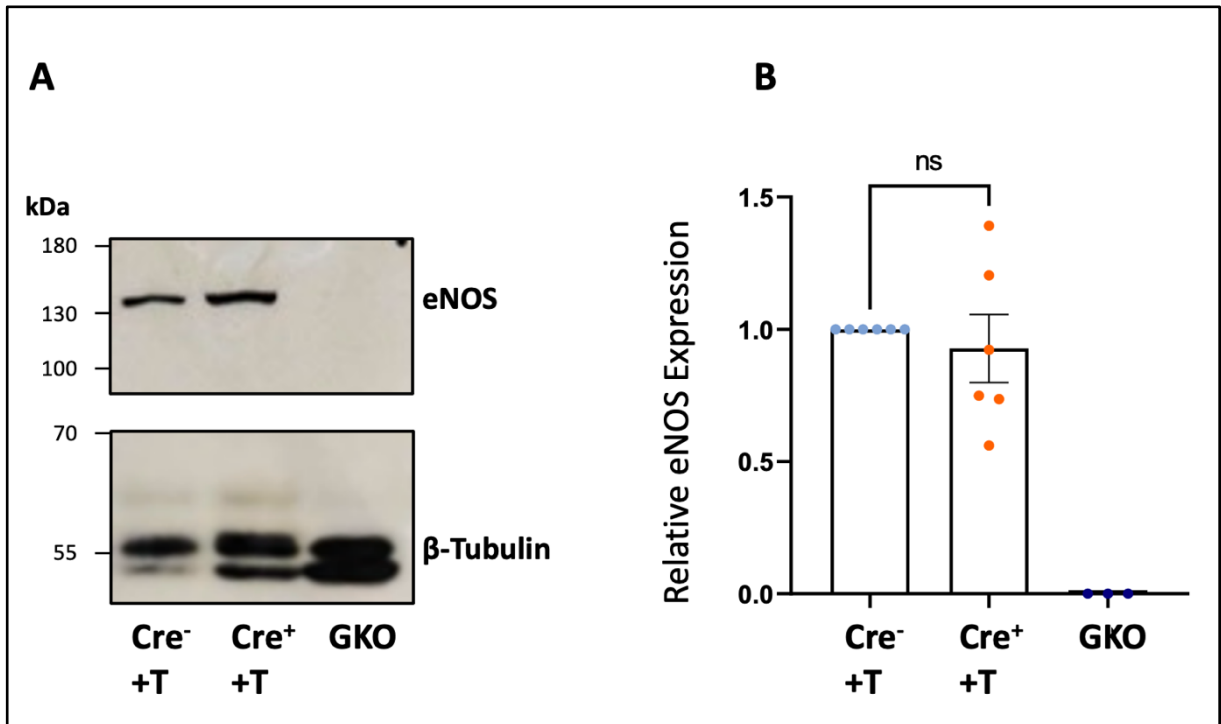 A
kDa
180
130
100
eNOS
70
55
β-Tubulin
Cre⁻ Cre⁺ GKO
+T +T
B
ns
Relative eNOS Expression
1.5
1.0
0.5
0.0
Cre⁻ Cre⁺ GKO
+T +T